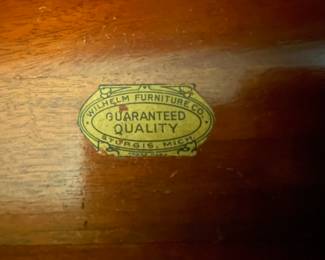 WILHELM FURNITURE CO.
GUARANTEED
QUALITY
STURGIS, MICH.